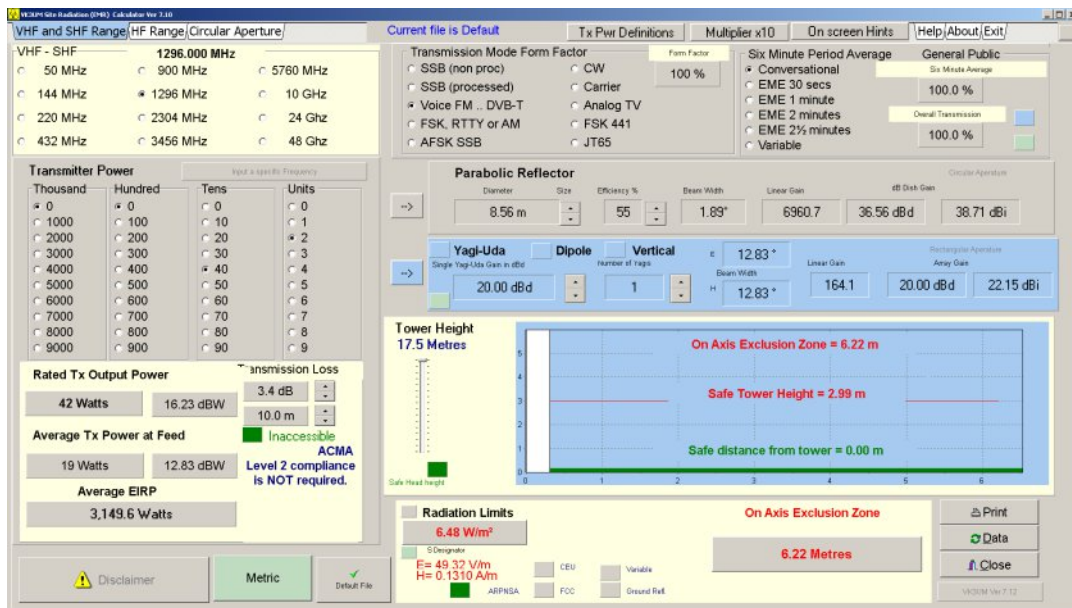 VK3UM Site Radiation (EMR) Calculator Ver 7.10
VHF and SHF Range HF Range Circular Aperture
Current file is Default
Tx Pwr Definitions
Multiplier x10
On screen Hints
Help About Exit
VHF - SHF
1296.000 MHz
50 MHz
900 MHz
5760 MHz
144 MHz
1296 MHz
10 GHz
220 MHz
2304 MHz
24 Ghz
432 MHz
3456 MHz
48 Ghz
Transmission Mode Form Factor
Form Factor
SSB (non proc)
CW
100 %
SSB (processed)
Carrier
Voice FM .. DVB-T
Analog TV
FSK, RTTY or AM
FSK 441
AFSK SSB
JT65
Six Minute Period Average
General Public
Conversational
Six Minute Average
EME 30 secs
100.0 %
EME 1 minute
EME 2 minutes
Overall Transmission
EME 2½ minutes
100.0 %
Variable
Transmitter Power
Input a specific Frequency
Thousand
Hundred
Tens
Units
0
0
0
0
1000
100
10
1
2000
200
20
2
3000
300
30
3
4000
400
40
4
5000
500
50
5
6000
600
60
6
7000
700
70
7
8000
800
80
8
9000
900
90
9
Parabolic Reflector
Circular Aperature
Diameter
Size
Efficiency %
Beam Width
Linear Gain
dB Dish Gain
-->
8.56 m
55
1.89°
6960.7
36.56 dBd
38.71 dBi
Yagi-Uda
Dipole
Vertical
Rectangular Aperature
Single Yagi-Uda Gain in dBd
Number of Yagis
E
12.83 °
Beam Width
Linear Gain
Array Gain
-->
20.00 dBd
1
H
12.83 °
164.1
20.00 dBd
22.15 dBi
Rated Tx Output Power
Transmission Loss
3.4 dB
42 Watts
16.23 dBW
10.0 m
Average Tx Power at Feed
Inaccessible
19 Watts
12.83 dBW
ACMA
Level 2 compliance
is NOT required.
Average EIRP
3,149.6 Watts
Tower Height
17.5 Metres
Safe Head height
On Axis Exclusion Zone = 6.22 m
Safe Tower Height = 2.99 m
Safe distance from tower = 0.00 m
5
4
3
2
1
0
0
1
2
3
4
5
6
Radiation Limits
6.48 W/m²
S Designator
E= 49.32 V/m
H= 0.1310 A/m
CEU
Variable
ARPNSA
FCC
Ground Refl
On Axis Exclusion Zone
6.22 Metres
Print
Data
Close
VK3UM Ver 7.12
Disclaimer
Metric
Default File